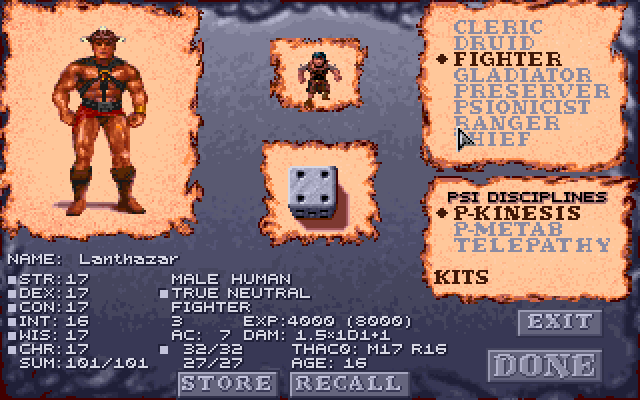 CLERIC
DRUID
FIGHTER
GLADIATOR
PRESERVER
PSIONICIST
RANGER
THIEF
PSI DISCIPLINES
P-KINESIS
P-METAB
TELEPATHY
KITS
NAME: Lanthazar
STR:17 MALE HUMAN
DEX:17 TRUE NEUTRAL
CON:17 FIGHTER
INT:16 3 EXP:4000 (8000)
WIS:17 AC: 7 DAM: 1.5x1D1+1
CHR:17 32/32 THAC0: M17 R16
SUM:101/101 27/27 AGE: 16
EXIT
DONE
STORE RECALL